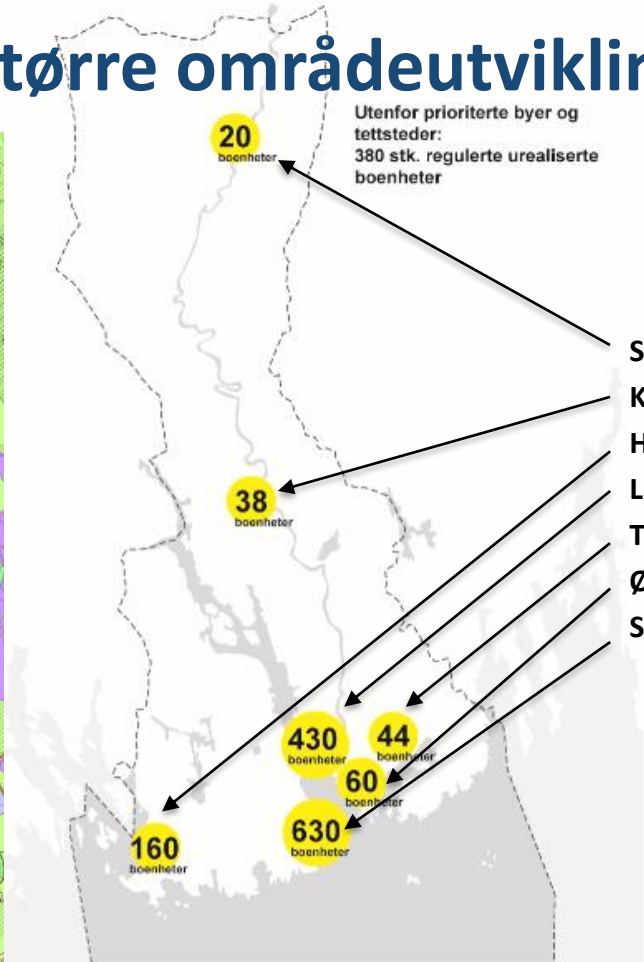 tørre områdeutviklin
Utenfor prioriterte byer og
tettsteder:
380 stk. regulerte urealiserte
boenheter
20
boenheter
S
K
H
L
T
Ø
S
38
boenheter
430
boenheter
44
boenheter
60
boenheter
630
boenheter
160
boenheter